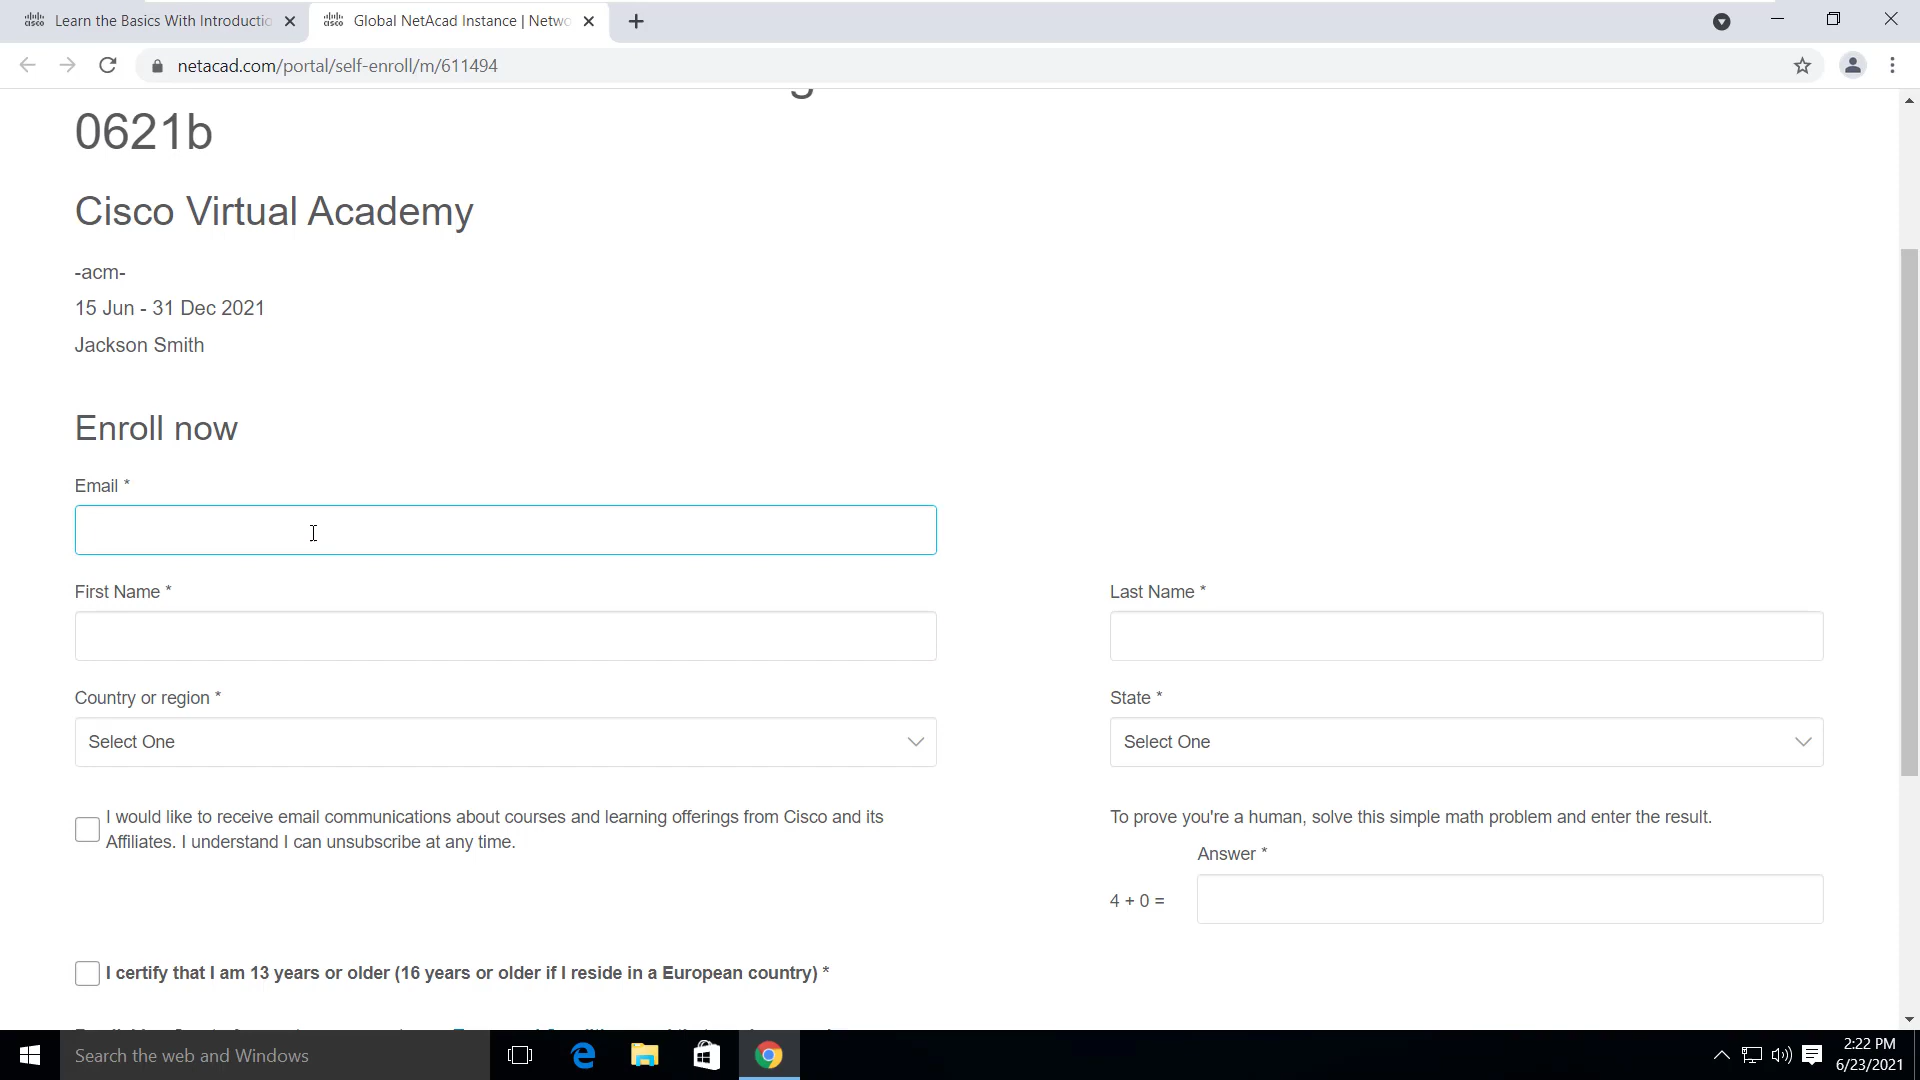 Learn the Basics With Introductio
Global NetAcad Instance | Netwo
netacad.com/portal/self-enroll/m/611494
0621b
Cisco Virtual Academy
-acm-
15 Jun - 31 Dec 2021
Jackson Smith
Enroll now
Email *
First Name *
Last Name *
Country or region *
State *
Select One
Select One
I would like to receive email communications about courses and learning offerings from Cisco and its
Affiliates. I understand I can unsubscribe at any time.
To prove you're a human, solve this simple math problem and enter the result.
Answer *
4 + 0 =
I certify that I am 13 years or older (16 years or older if I reside in a European country) *
Search the web and Windows
2:22 PM
6/23/2021